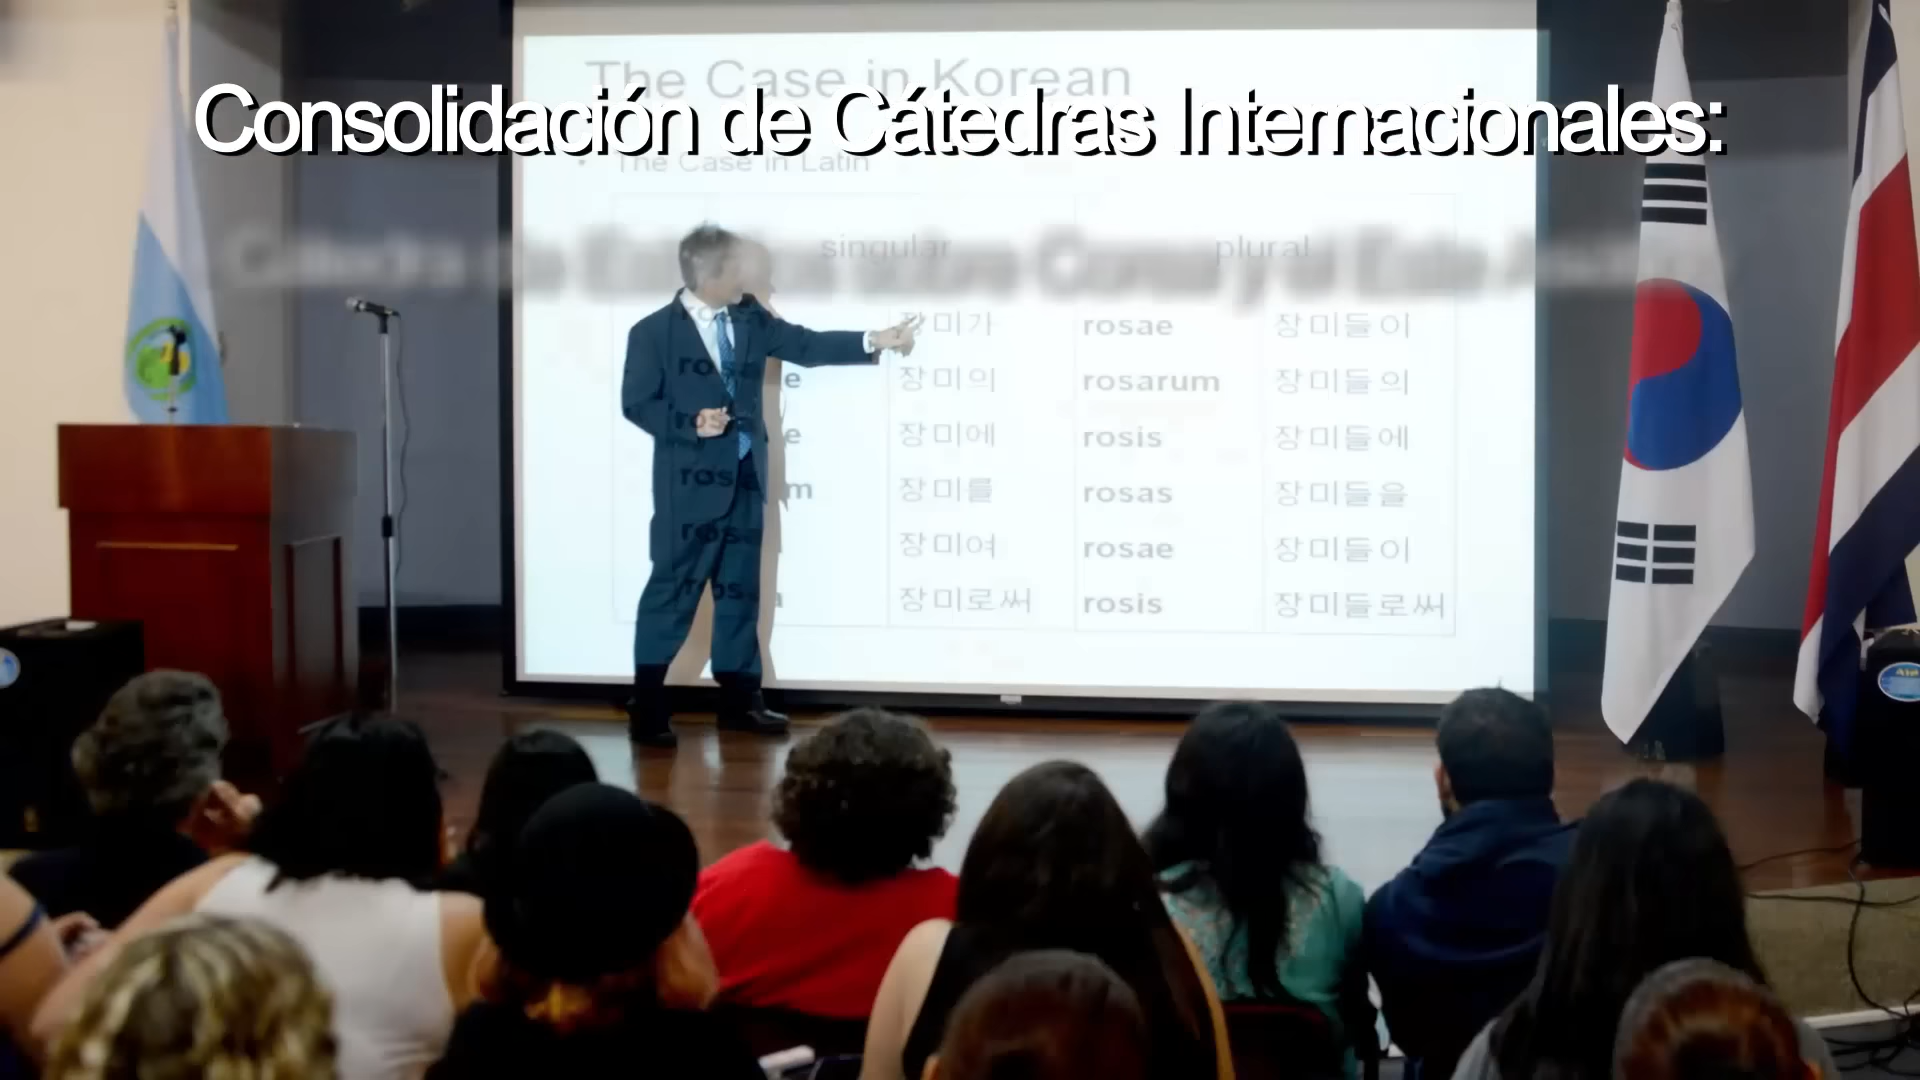 The Case in Korean
Consolidación de Cátedras Internacionales:
The Case in Latin
singular plural
장미가 rosae 장미들이
장미의 rosarum 장미들의
장미에 rosis 장미들에
장미를 rosas 장미들을
장미여 rosae 장미들이
장미로써 rosis 장미들로써